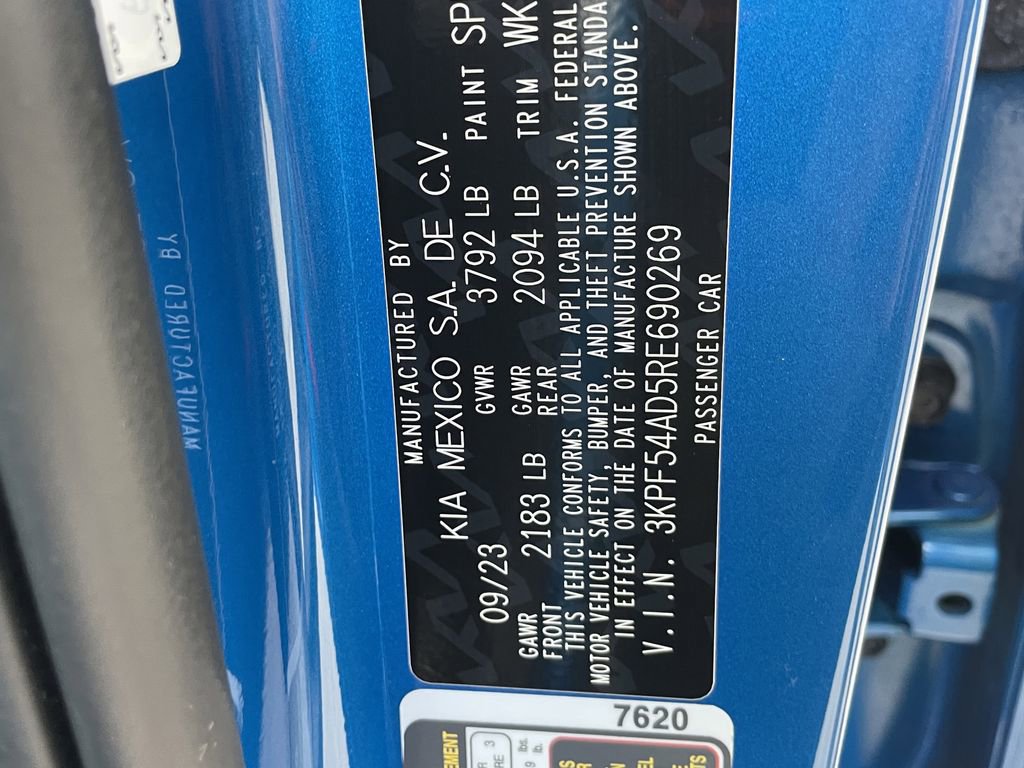 MANUFACTURED BY
KIA MEXICO S.A. DE C.V.
09/23 GVWR 3792 LB PAINT SP
GAWR FRONT 2183 LB GAWR REAR 2094 LB TRIM WK
THIS VEHICLE CONFORMS TO ALL APPLICABLE U.S.A. FEDERAL
MOTOR VEHICLE SAFETY, BUMPER, AND THEFT PREVENTION STANDA
IN EFFECT ON THE DATE OF MANUFACTURE SHOWN ABOVE.
V.I.N. 3KPF54AD5RE690269
PASSENGER CAR
7620
MANUFACTURED BY